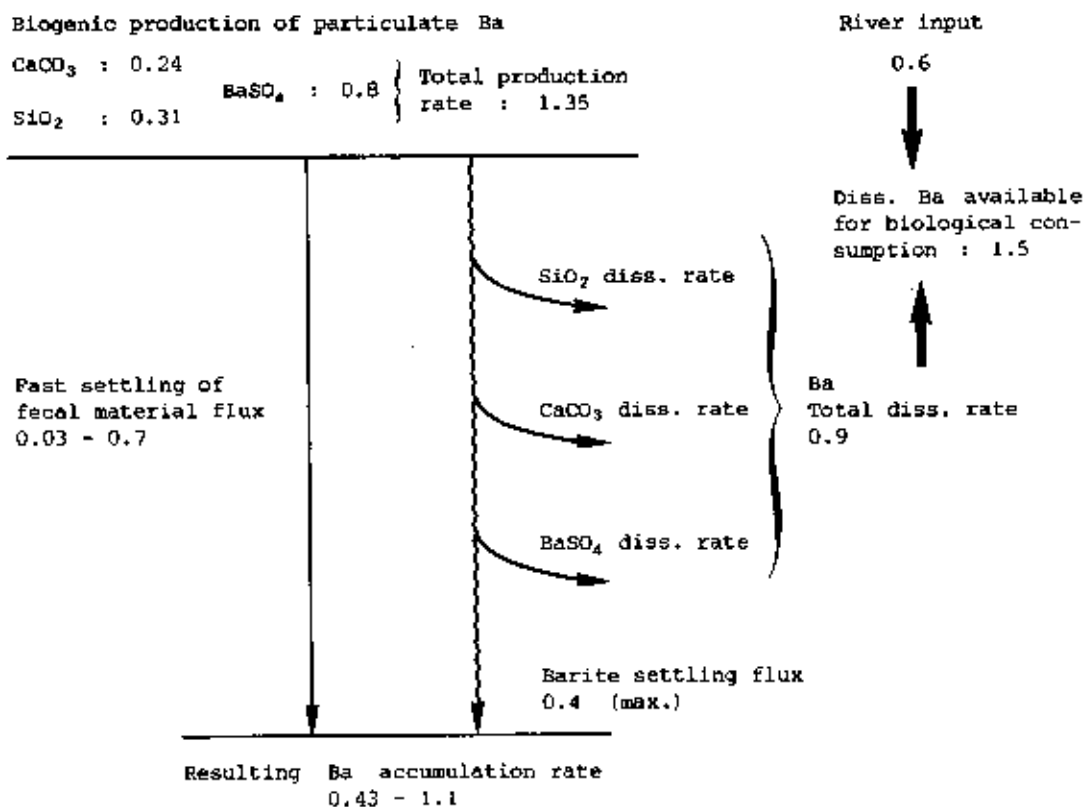 Biogenic production of particulate Ba
CaCO₃ : 0.24
SiO₂ : 0.31
BaSO₄ : 0.8
Total production
rate : 1.35
River input
0.6
Diss. Ba available
for biological con-
sumption : 1.5
SiO₂ diss. rate
CaCO₃ diss. rate
BaSO₄ diss. rate
Ba
Total diss. rate
0.9
Fast settling of
fecal material flux
0.03 - 0.7
Barite settling flux
0.4 (max.)
Resulting Ba accumulation rate
0.43 - 1.1